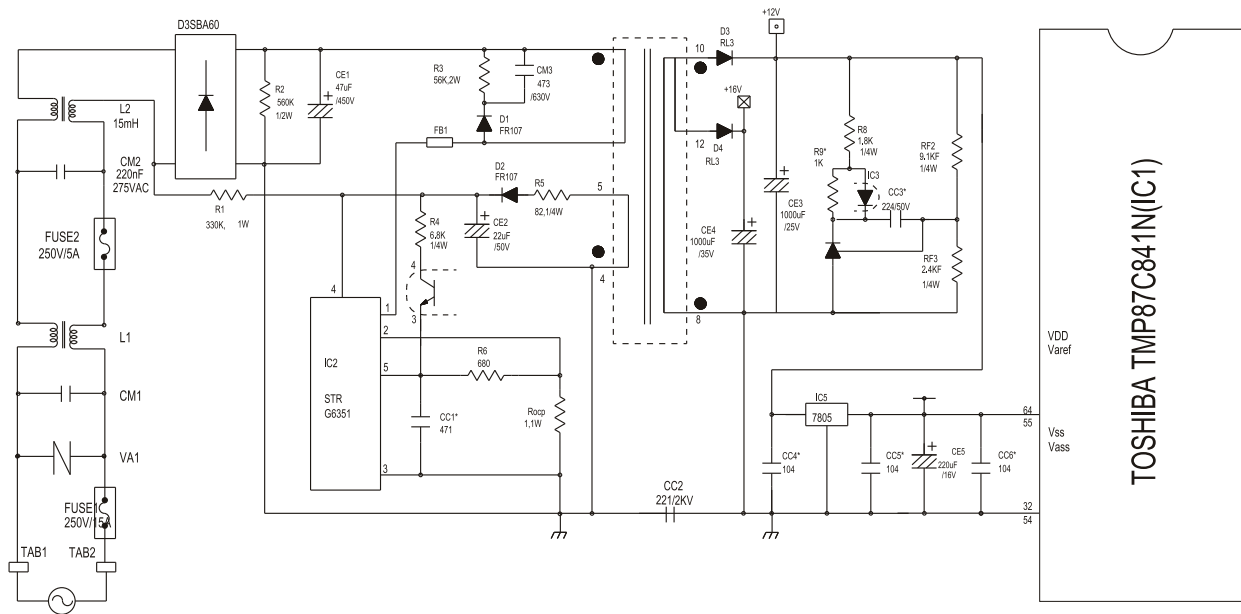 D3SBA60
R2
560K
1/2W
CE1
47uF
/450V
+
R3
56K,2W
CM3
473
/630V
D1
FR107
FB1
L2
15mH
CM2
220nF
275VAC
R1
330K, 1W
FUSE2
250V/5A
L1
CM1
VA1
FUSE1
250V/15A
TAB1
TAB2
D2
FR107
R5
82,1/4W
R4
6,8K
1/4W
CE2
22uF
/50V
+
5
4
4
3
4
1
2
5
3
IC2
STR
G6351
R6
680
CC1*
471
Rocp
1,1W
CC2
221/2KV
10
12
8
D3
RL3
+12V
+16V
D4
RL3
CE3
1000uF
/25V
+
CE4
1000uF
/35V
+
R8
1,8K
1/4W
R9*
1K
IC3
CC3*
224/50V
RF2
9.1KF
1/4W
RF3
2.4KF
1/4W
IC5
7805
CC4*
104
CC5*
104
CE5
220uF
/16V
+
CC6*
104
64
55
32
54
VDD
Varef
Vss
Vass
TOSHIBA TMP87C841N(IC1)